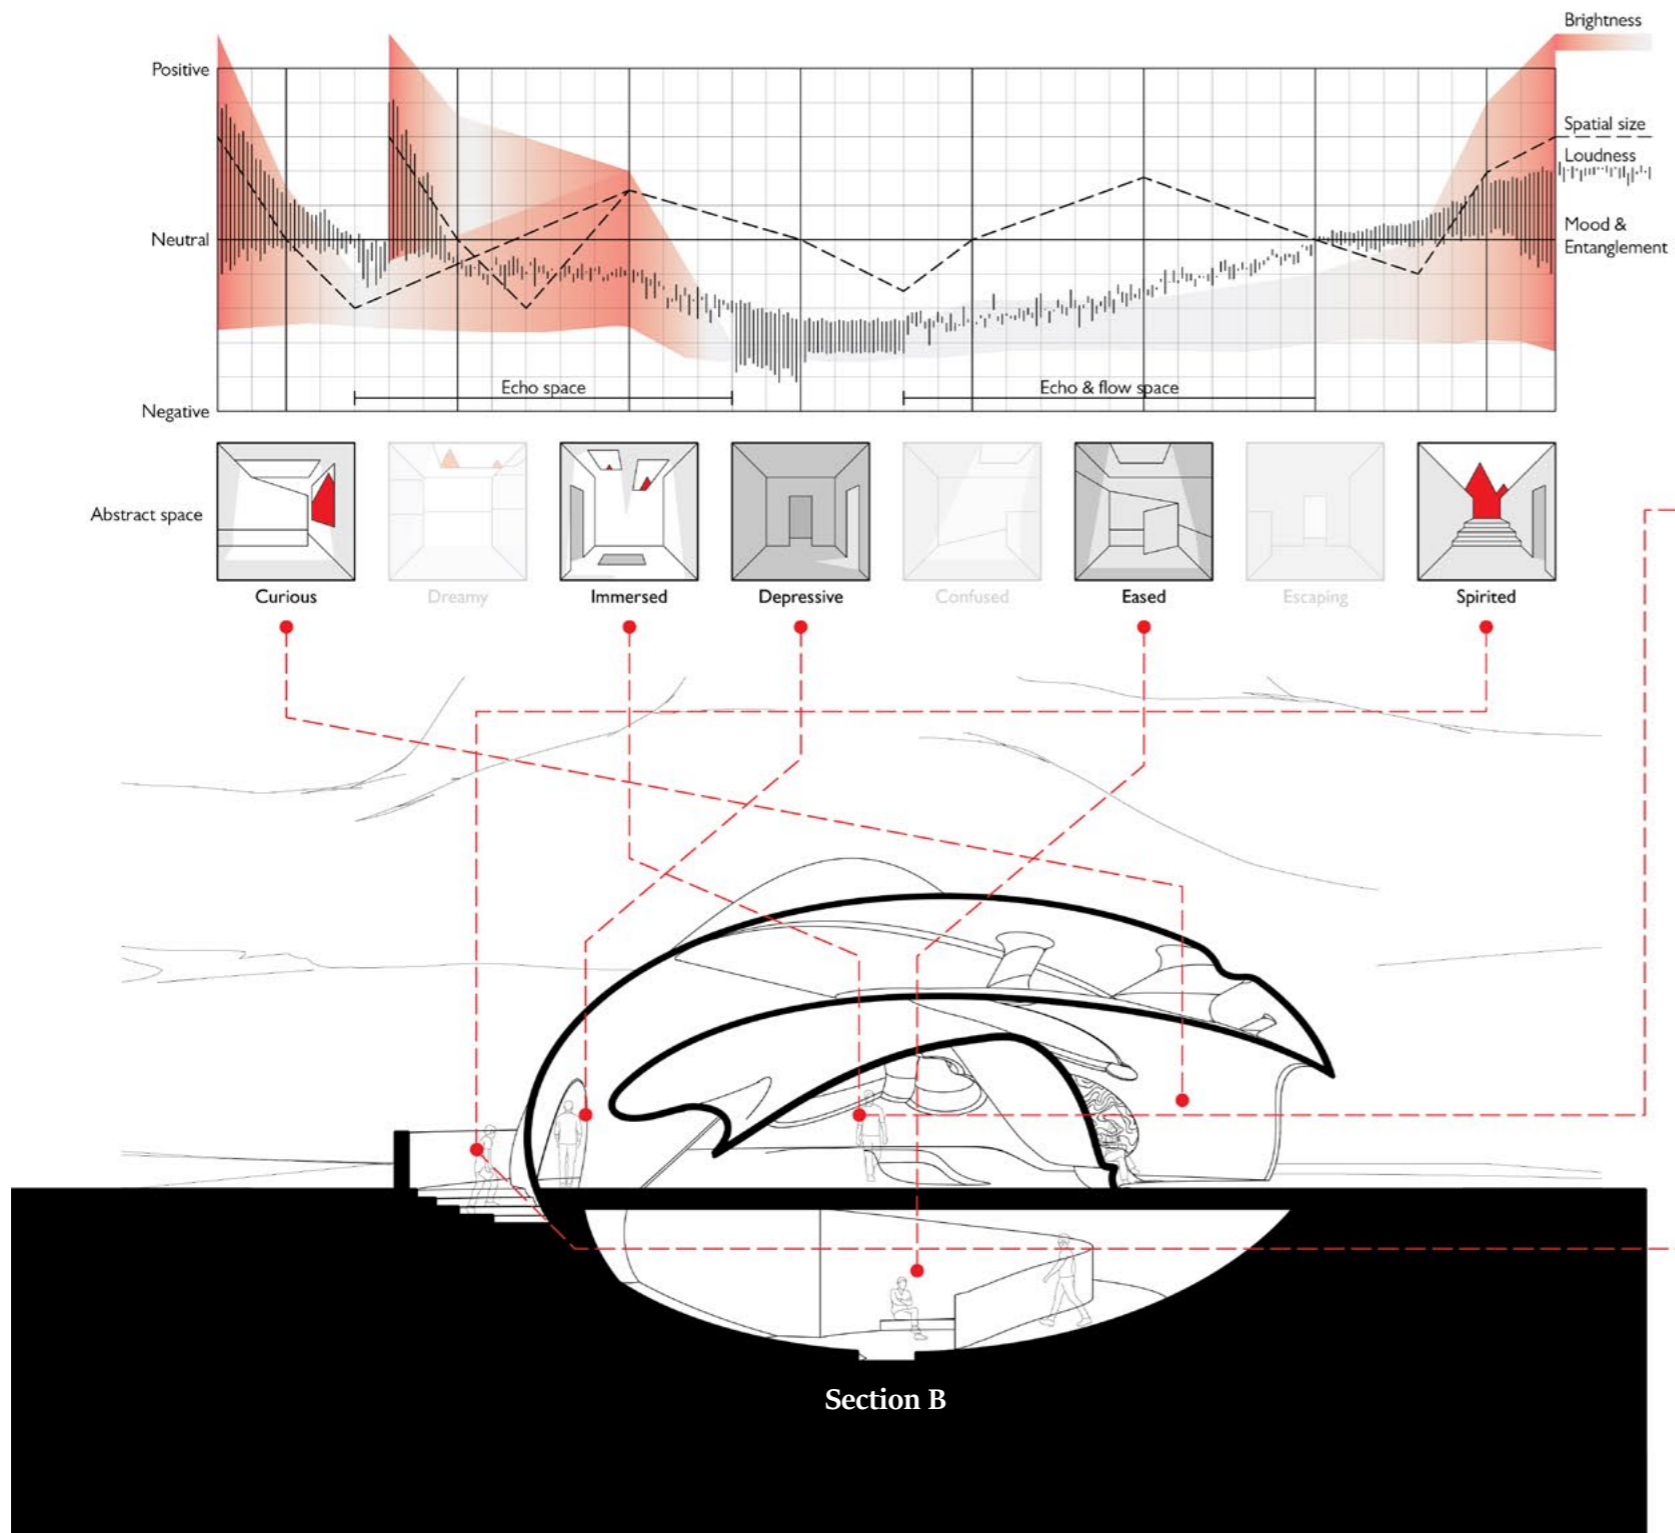 Brightness
Positive
Spatial size
Loudness
Mood &
Entanglement
Neutral
Echo space
Echo & flow space
Negative
Abstract space
Curious
Dreamy
Immersed
Depressive
Confused
Eased
Escaping
Spirited
Section B